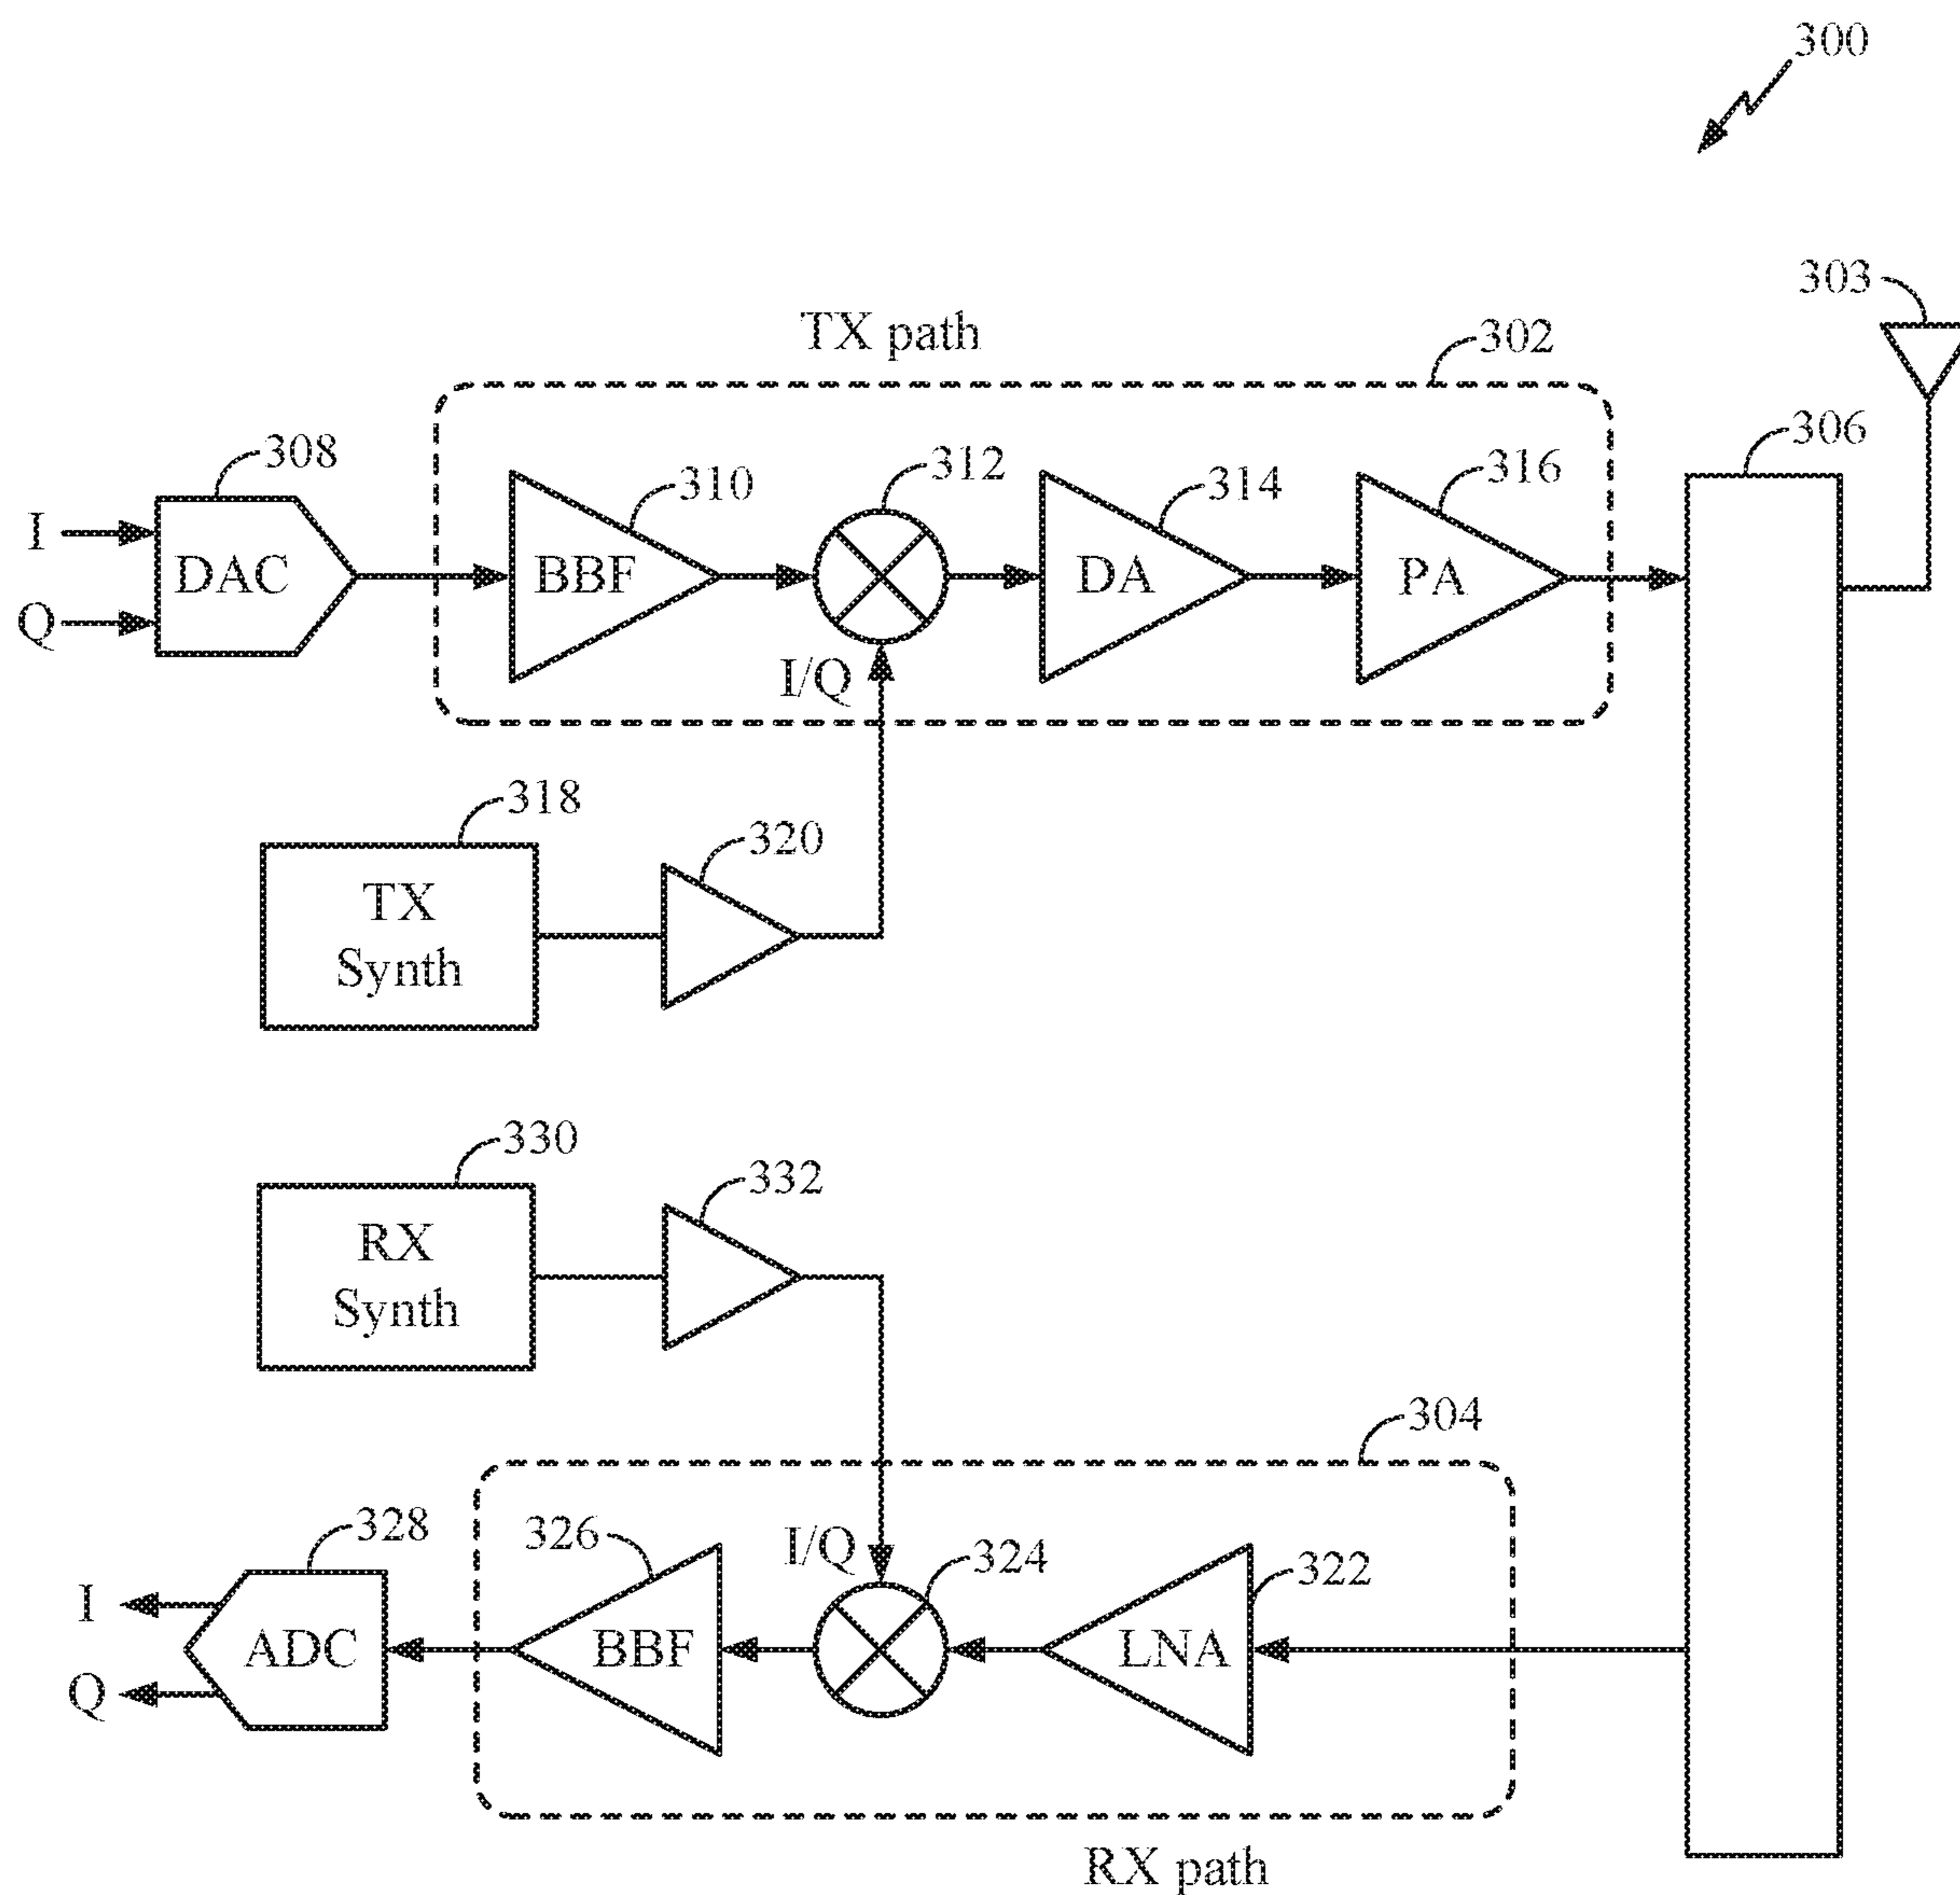 300
303
TX path
302
306
308
310
312
314
316
I
DAC
BBF
DA
PA
Q
I/Q
318
320
TX
Synth
330
332
RX
Synth
304
328
326
I/Q
324
322
I
ADC
BBF
LNA
Q
RX path